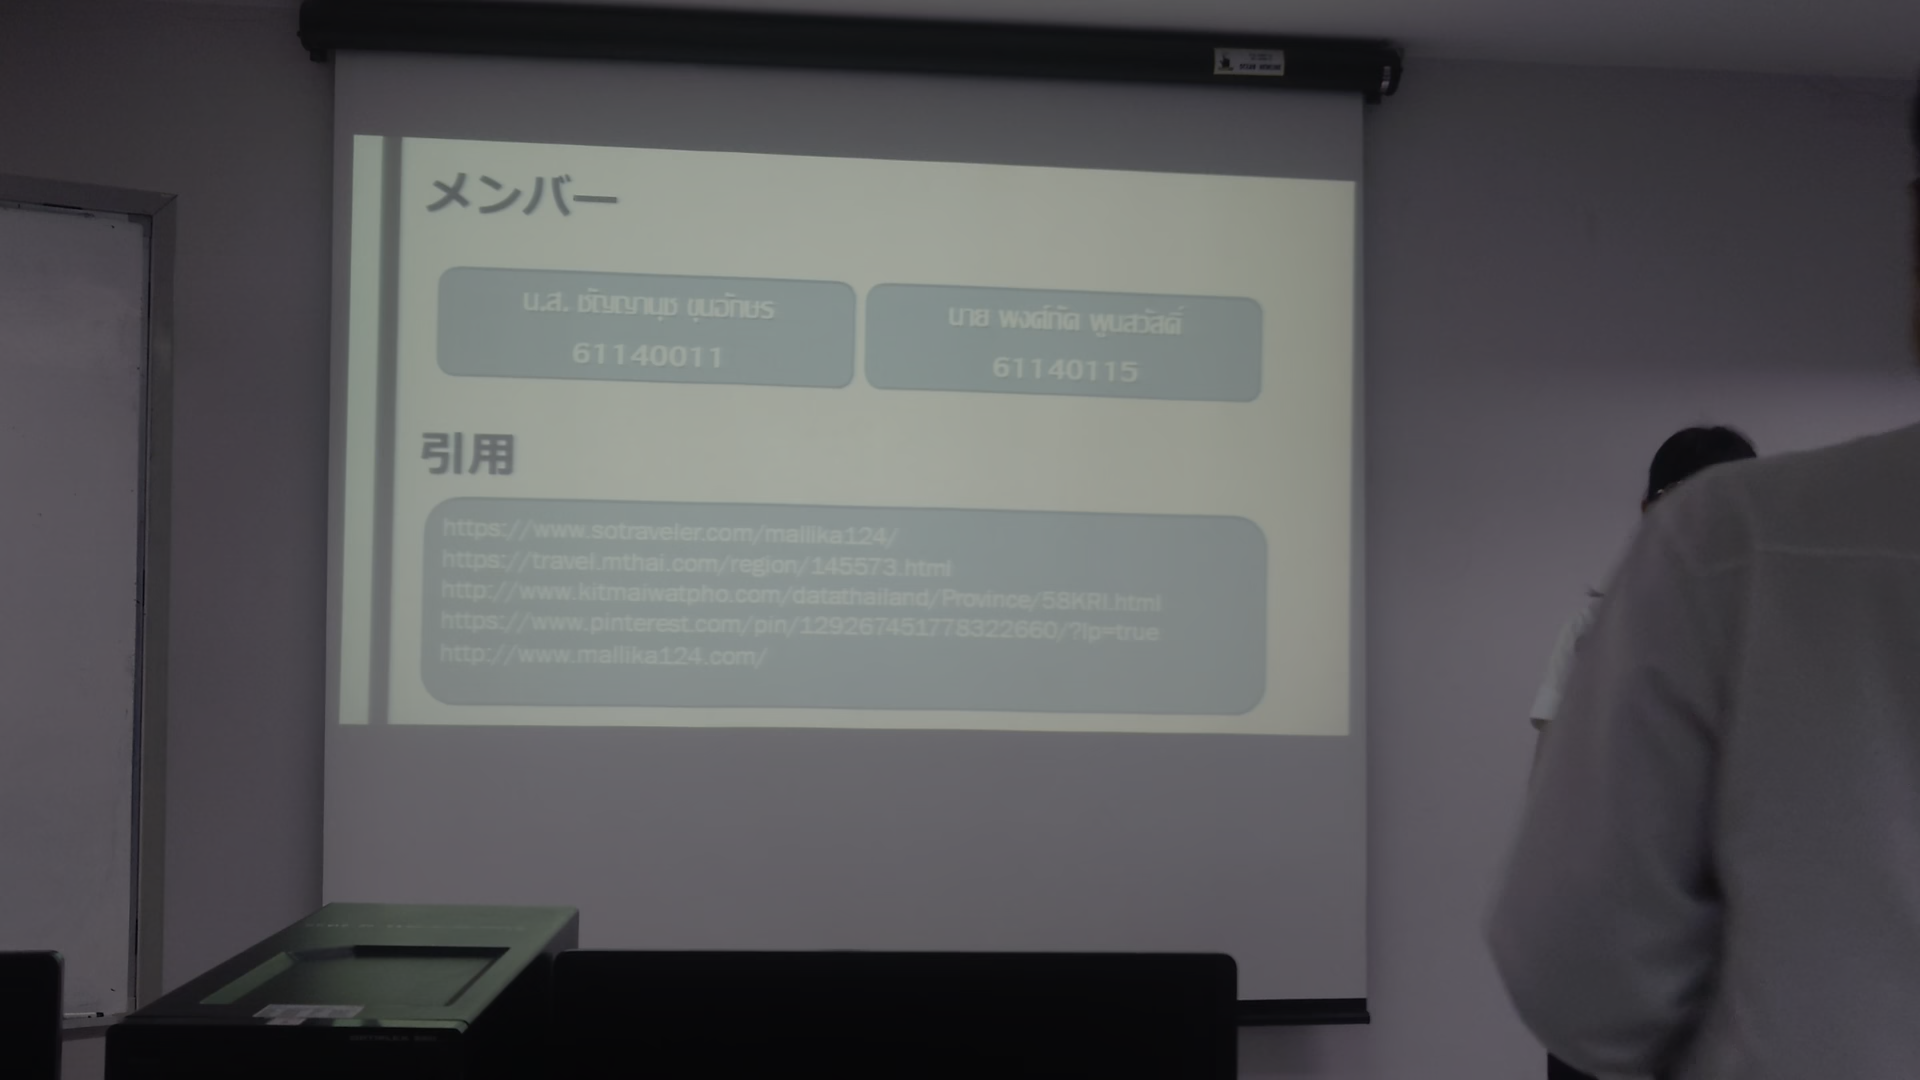 メンバー
น.ส. ชัญญานุช ขุนอักษร
61140011
นาย พงศ์ภัค พูนสวัสดิ์
61140115
引用
https://www.sotraveler.com/mallika124/
https://travel.mthai.com/region/145573.html
http://www.kitmaiwatpho.com/datathailand/Province/58KRI.html
https://www.pinterest.com/pin/129267451778322660/?lp=true
http://www.mallika124.com/